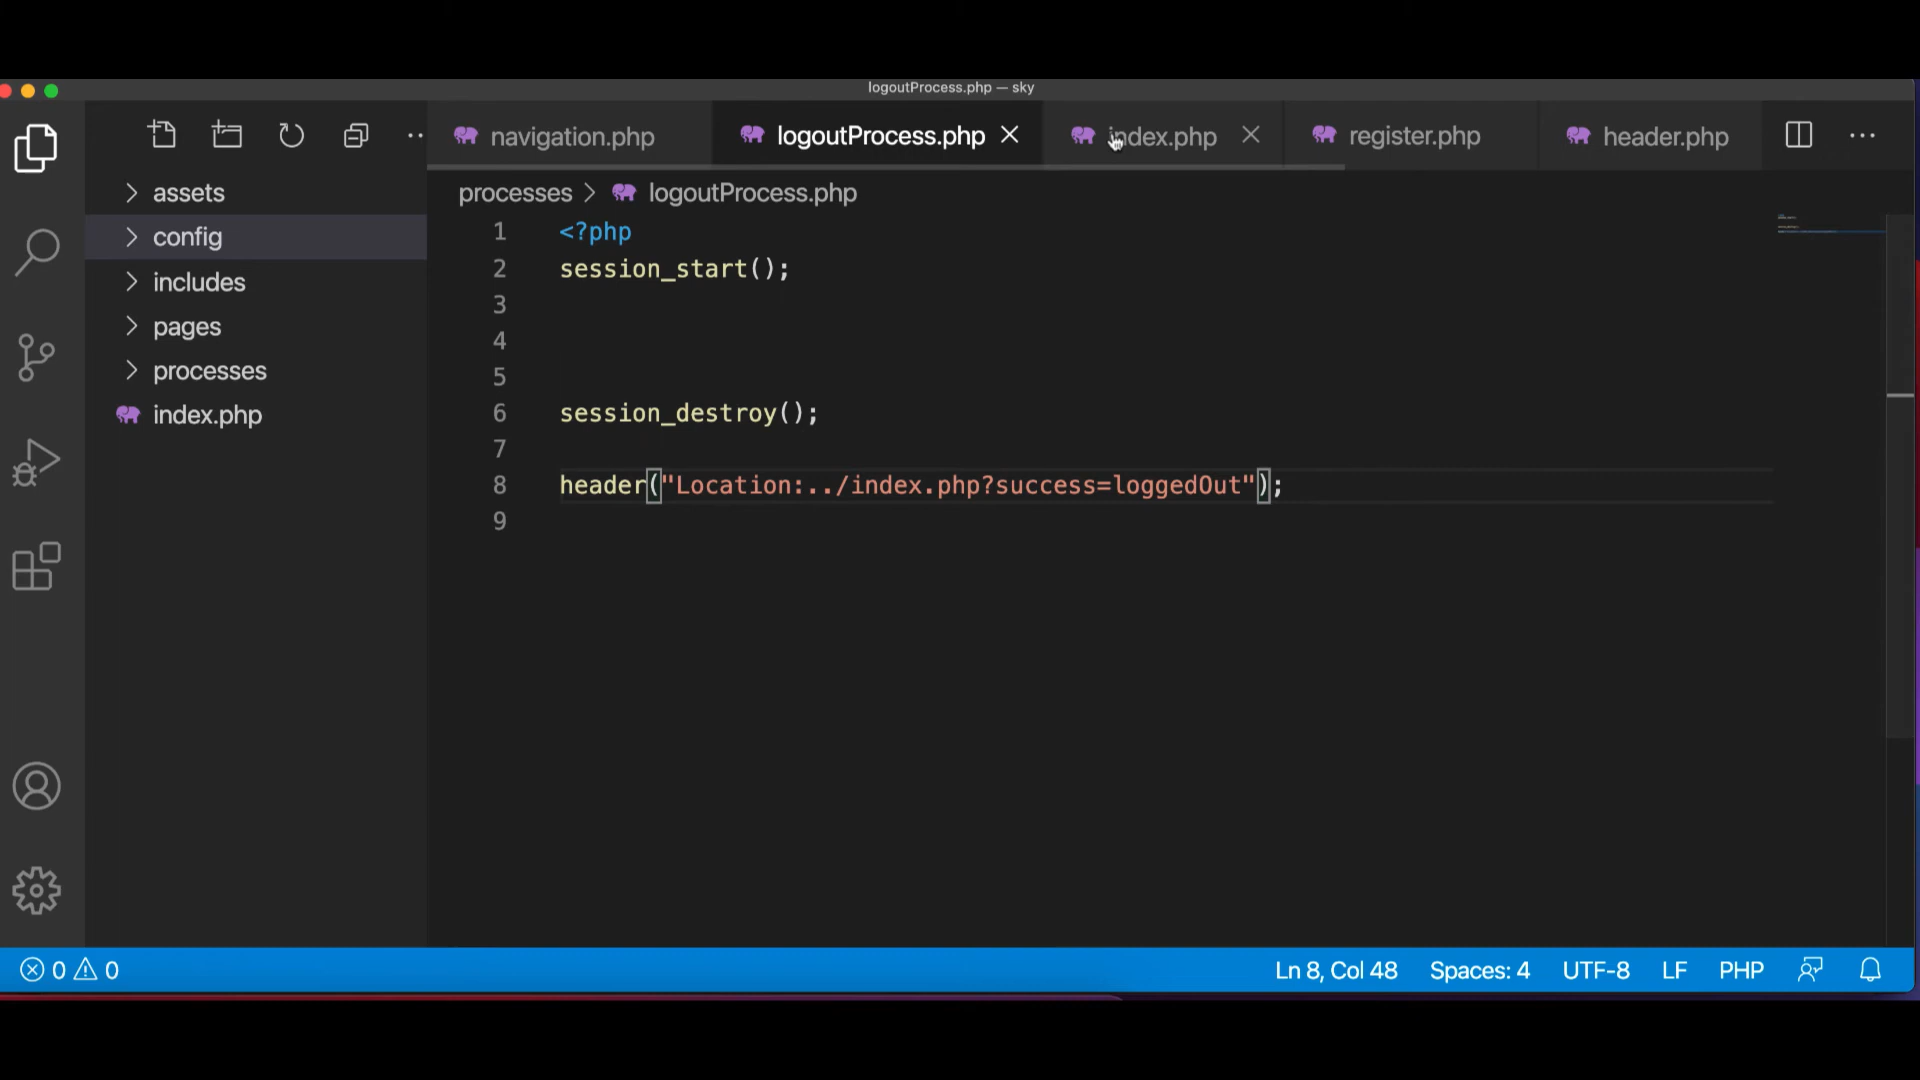 logoutProcess.php — sky
navigation.php
logoutProcess.php
index.php
register.php
header.php
assets
config
includes
pages
processes
index.php
processes > logoutProcess.php
1 <?php
2 session_start();
3
4
5
6 session_destroy();
7
8 header("Location:../index.php?success=loggedOut");
9
0 0
Ln 8, Col 48
Spaces: 4
UTF-8
LF
PHP